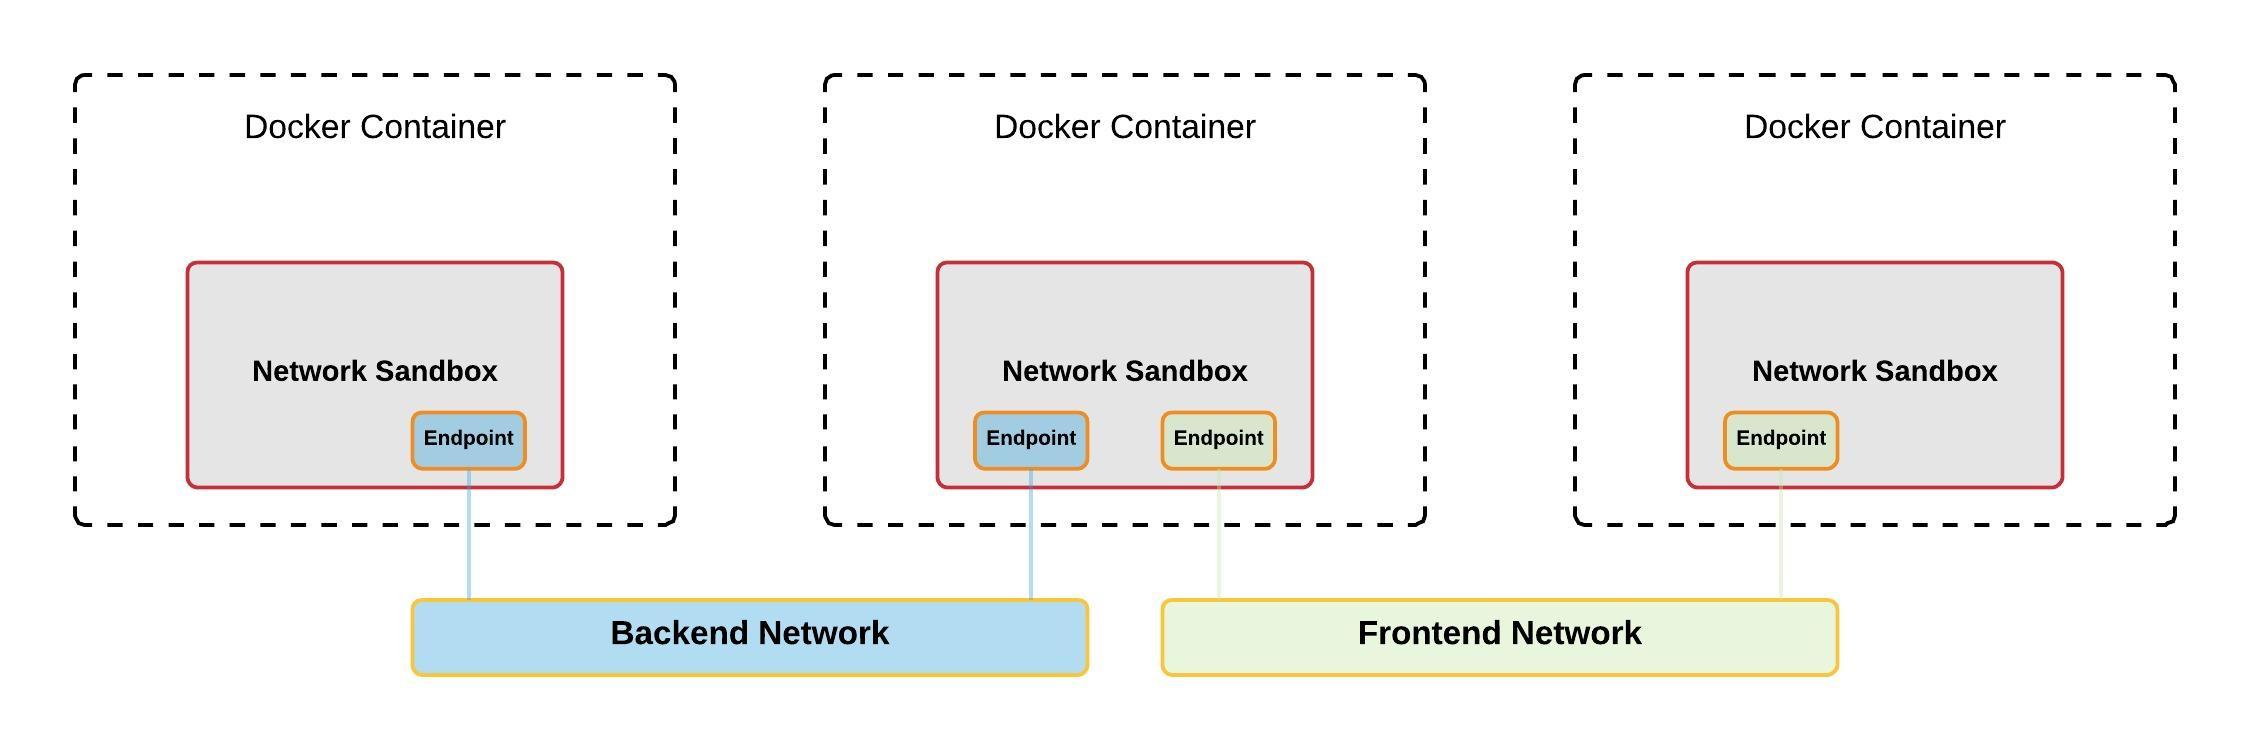 Docker Container
Docker Container
Docker Container
Network Sandbox
Network Sandbox
Network Sandbox
Endpoint
Endpoint
Endpoint
Endpoint
Backend Network
Frontend Network